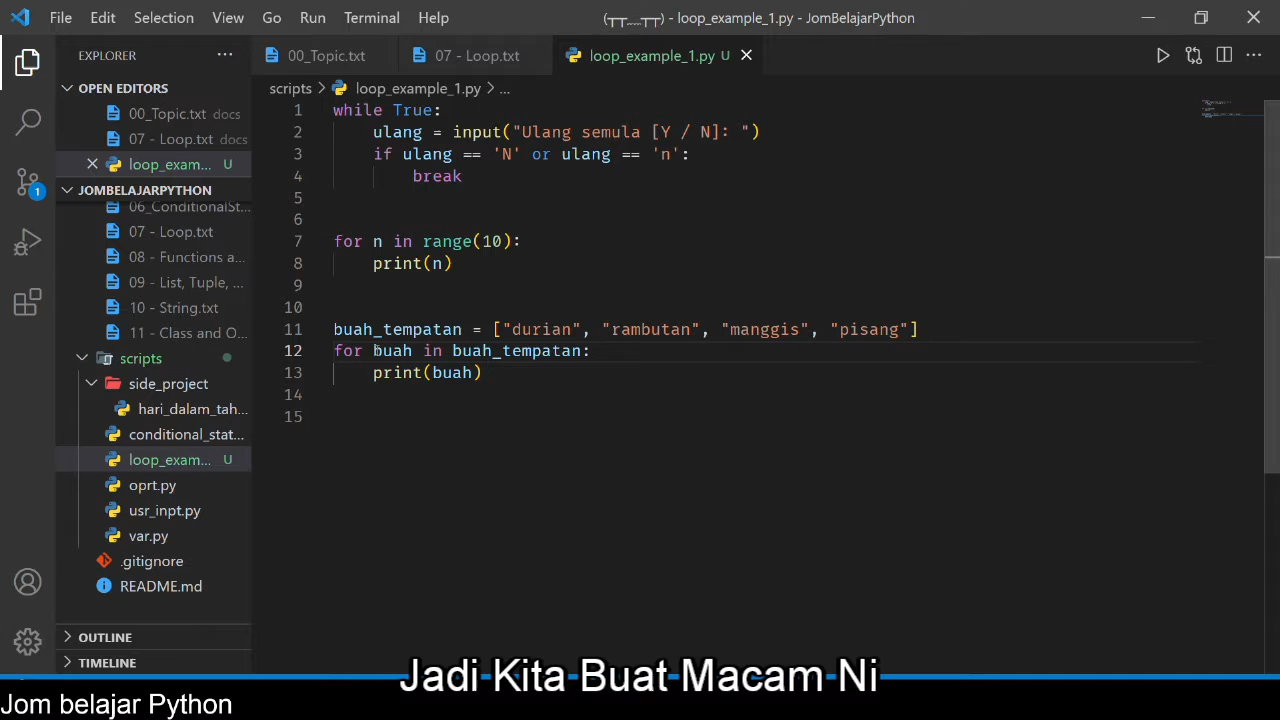 File Edit Selection View Go Run Terminal Help
(┬┬﹏┬┬) - loop_example_1.py - JomBelajarPython
EXPLORER
00_Topic.txt
07 - Loop.txt
loop_example_1.py U
OPEN EDITORS
00_Topic.txt docs
07 - Loop.txt docs
loop_exam... U
JOMBELAJARPYTHON
06_ConditionalSt...
07 - Loop.txt
08 - Functions a...
09 - List, Tuple, ...
10 - String.txt
11 - Class and O...
scripts
side_project
hari_dalam_tah...
conditional_stat...
loop_exam... U
oprt.py
usr_inpt.py
var.py
.gitignore
README.md
OUTLINE
TIMELINE
1
scripts > loop_example_1.py > ...
1 while True:
2 ulang = input("Ulang semula [Y / N]: ")
3 if ulang == 'N' or ulang == 'n':
4 break
5
6
7 for n in range(10):
8 print(n)
9
10
11 buah_tempatan = ["durian", "rambutan", "manggis", "pisang"]
12 for buah in buah_tempatan:
13 print(buah)
14
15
Jadi Kita Buat Macam Ni
Jom belajar Python